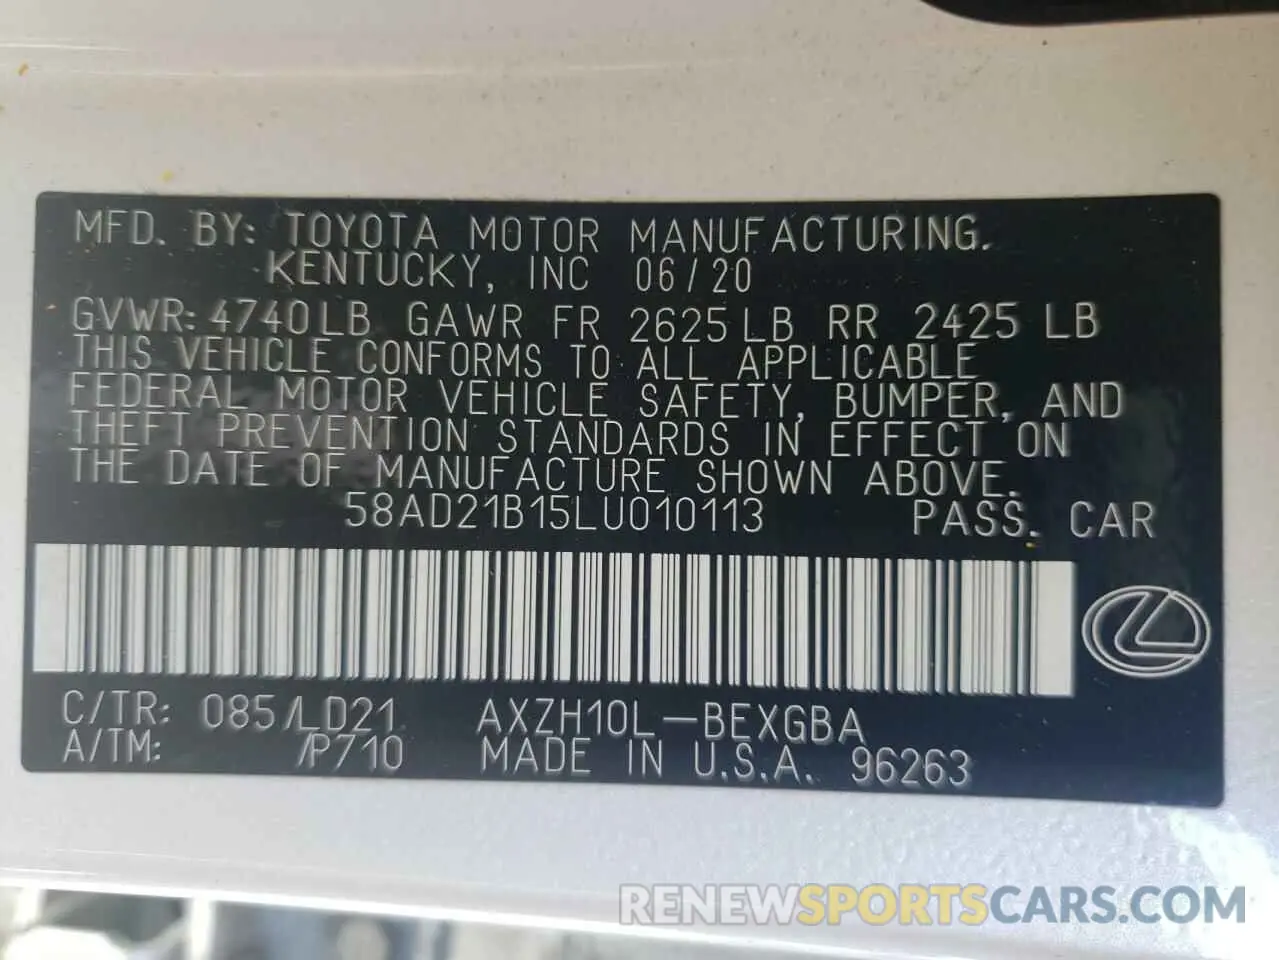 MFD. BY: TOYOTA MOTOR MANUFACTURING.
KENTUCKY, INC 06/20
GVWR: 4740LB GAWR FR 2625LB RR 2425 LB
THIS VEHICLE CONFORMS TO ALL APPLICABLE
FEDERAL MOTOR VEHICLE SAFETY, BUMPER, AND
THEFT PREVENTION STANDARDS IN EFFECT ON
THE DATE OF MANUFACTURE SHOWN ABOVE.
58AD21B15LU010113 PASS. CAR
C/TR: 085/LD21 AXZH10L-BEXGBA
A/TM: /P710 MADE IN U.S.A. 96263
RENEWSPORTSCARS.COM